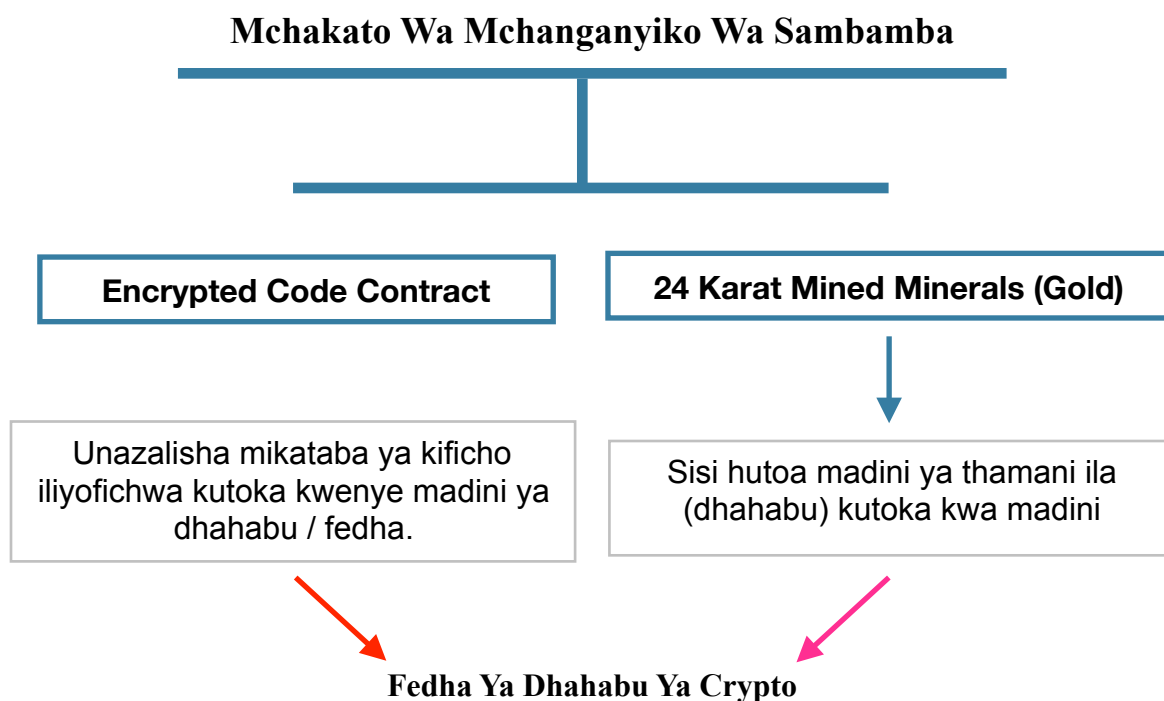 Mchakato Wa Mchanganyiko Wa Sambamba
Encrypted Code Contract
24 Karat Mined Minerals (Gold)
Unazalisha mikataba ya kificho
iliyofichwa kutoka kwenye madini ya
dhahabu / fedha.
Sisi hutoa madini ya thamani ila
(dhahabu) kutoka kwa madini
Fedha Ya Dhahabu Ya Crypto